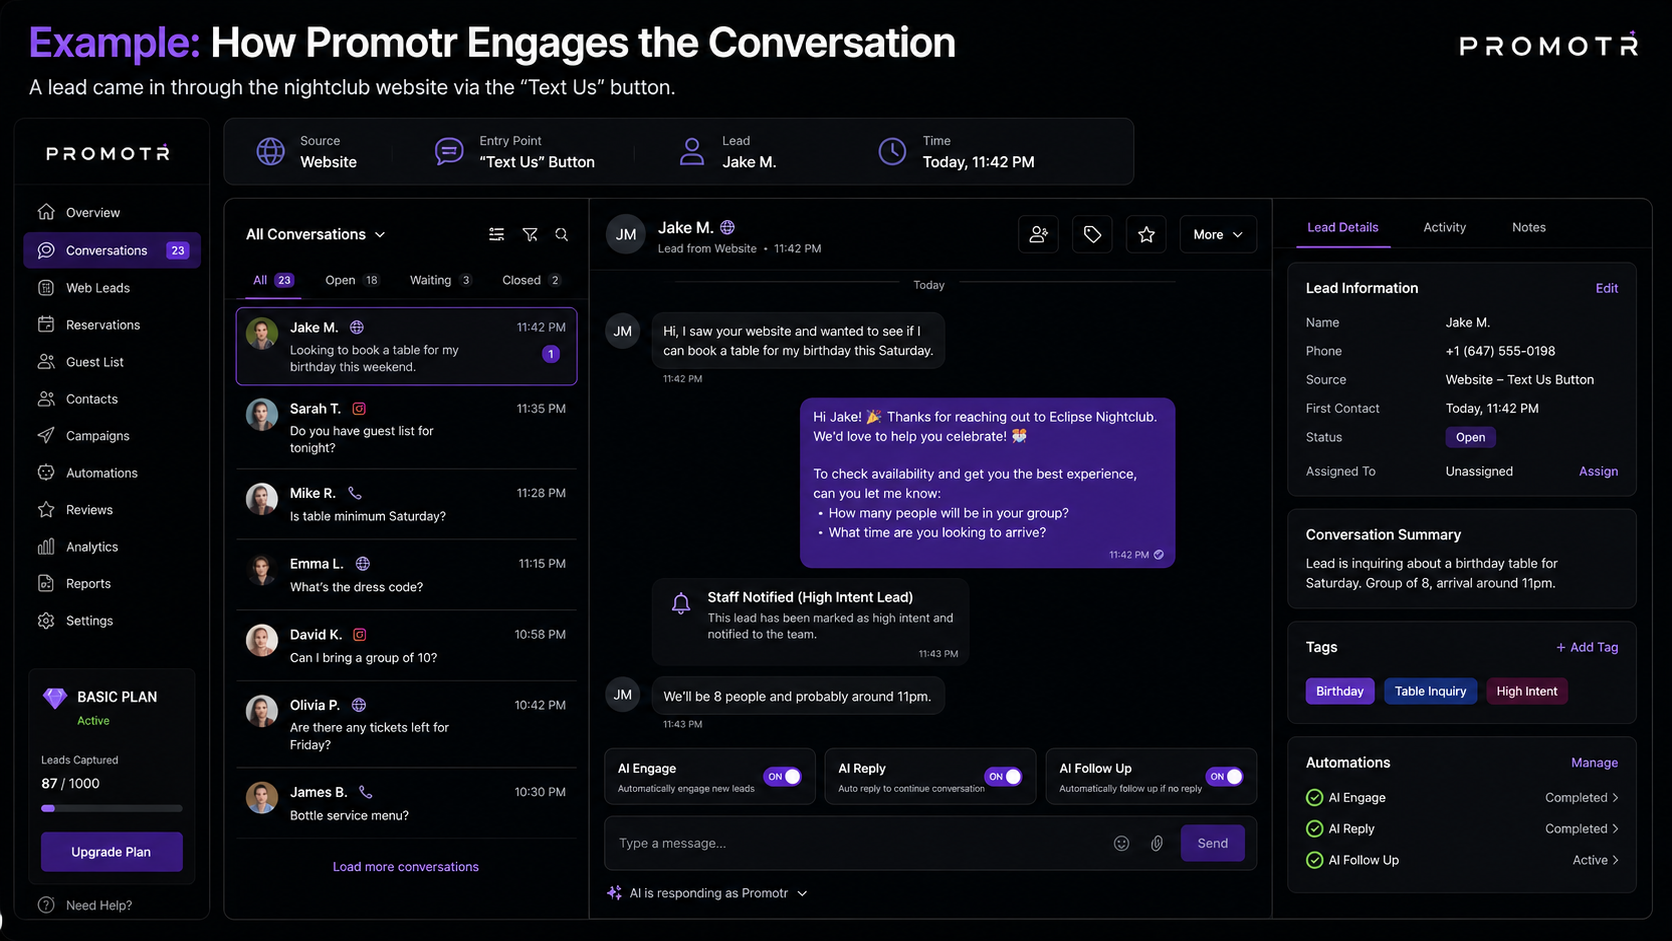 Example: How Promotr Engages the Conversation
PROMOTR
A lead came in through the nightclub website via the “Text Us” button.
PROMOTR
Overview
Conversations 23
Web Leads
Reservations
Guest List
Contacts
Campaigns
Automations
Reviews
Analytics
Reports
Settings
BASIC PLAN
Active
Leads Captured
87 / 1000
Upgrade Plan
Need Help?
Source
Website
Entry Point
“Text Us” Button
Lead
Jake M.
Time
Today, 11:42 PM
All Conversations
All 23 Open 18 Waiting 3 Closed 2
Jake M. 11:42 PM
Looking to book a table for my
birthday this weekend.
1
Sarah T. 11:35 PM
Do you have guest list for
tonight?
Mike R. 11:28 PM
Is table minimum Saturday?
Emma L. 11:15 PM
What's the dress code?
David K. 10:58 PM
Can I bring a group of 10?
Olivia P. 10:42 PM
Are there any tickets left for
Friday?
James B. 10:30 PM
Bottle service menu?
Load more conversations
JM
Jake M.
Lead from Website • 11:42 PM
More
Today
JM
Hi, I saw your website and wanted to see if I
can book a table for my birthday this Saturday.
11:42 PM
Hi Jake! 🎉 Thanks for reaching out to Eclipse Nightclub.
We'd love to help you celebrate! 🎊
To check availability and get you the best experience,
can you let me know:
• How many people will be in your group?
• What time are you looking to arrive?
11:42 PM
Staff Notified (High Intent Lead)
This lead has been marked as high intent and
notified to the team.
11:43 PM
JM
We'll be 8 people and probably around 11pm.
11:43 PM
AI Engage
Automatically engage new leads
ON
AI Reply
Auto reply to continue conversation
ON
AI Follow Up
Automatically follow up if no reply
ON
Type a message...
Send
AI is responding as Promotr
Lead Details Activity Notes
Lead Information Edit
Name Jake M.
Phone +1 (647) 555-0198
Source Website – Text Us Button
First Contact Today, 11:42 PM
Status Open
Assigned To Unassigned Assign
Conversation Summary
Lead is inquiring about a birthday table for
Saturday. Group of 8, arrival around 11pm.
Tags + Add Tag
Birthday Table Inquiry High Intent
Automations Manage
AI Engage Completed >
AI Reply Completed >
AI Follow Up Active >